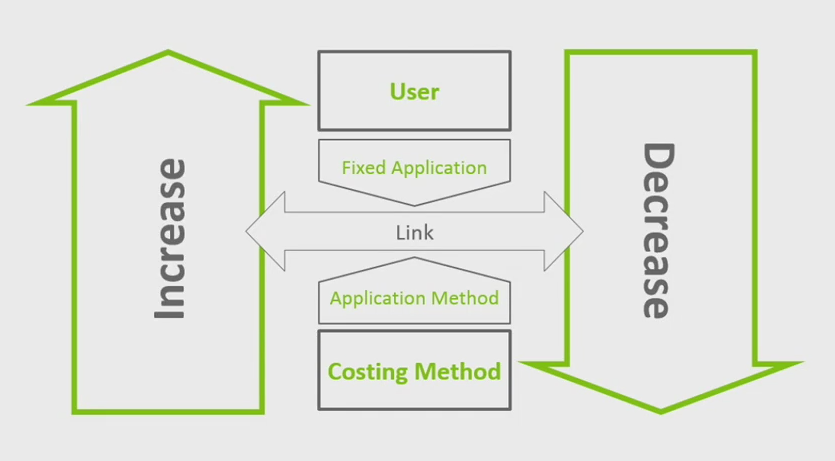 User
Fixed Application
Increase
Link
Decrease
Application Method
Costing Method